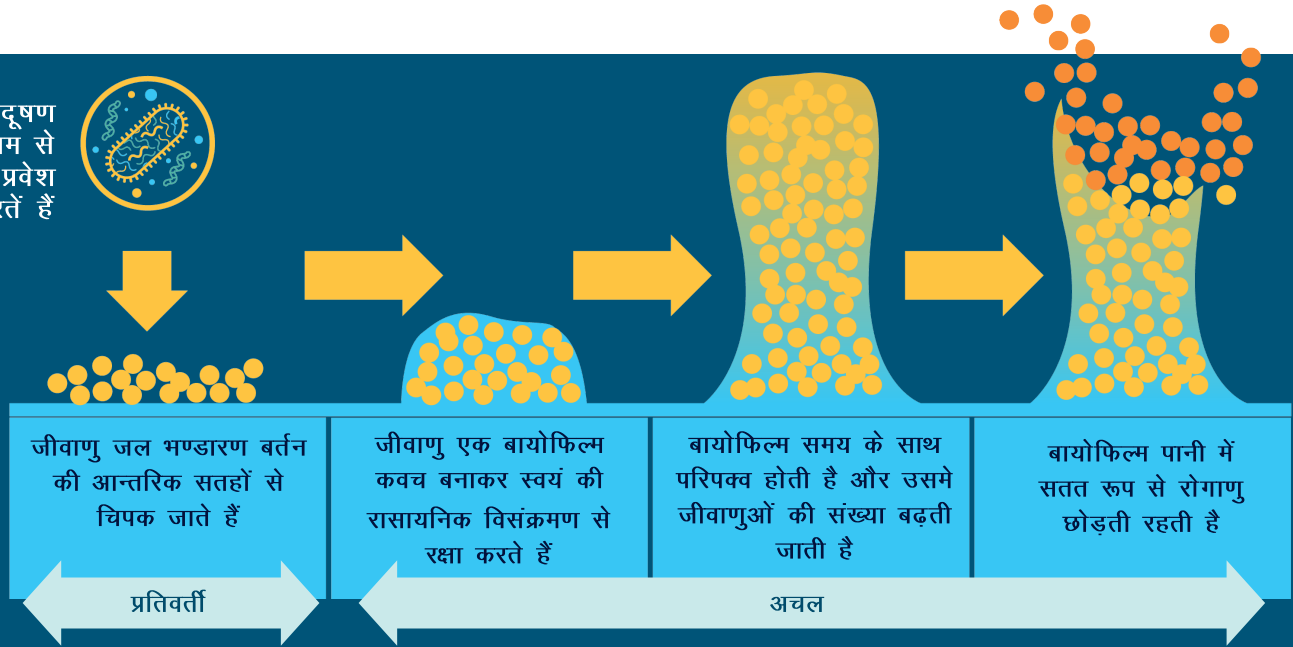 दूषण
से
प्रवेश
हैं
जीवाणु जल भण्डारण बर्तन
की आन्तरिक सतहों से
चिपक जाते हैं
जीवाणु एक बायोफिल्म
कवच बनाकर स्वयं की
रासायनिक विसंक्रमण से
रक्षा करते हैं
बायोफिल्म समय के साथ
परिपक्व होती है और उसमे
जीवाणुओं की संख्या बढ़ती
जाती है
बायोफिल्म पानी में
सतत रूप से रोगाणु
छोड़ती रहती है
प्रतिवर्ती
अचल